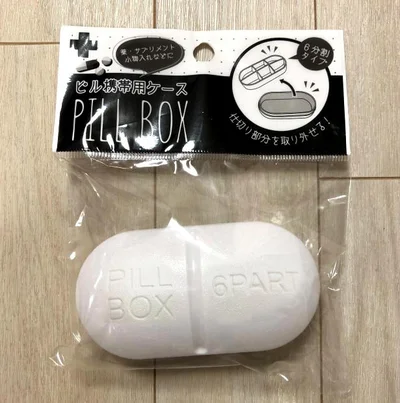 薬・サプリメント
小物入れなどに
ピル携帯用ケース
PILL BOX
6分割
タイプ
仕切り部分を取り外せる!
PILL
BOX
6PART